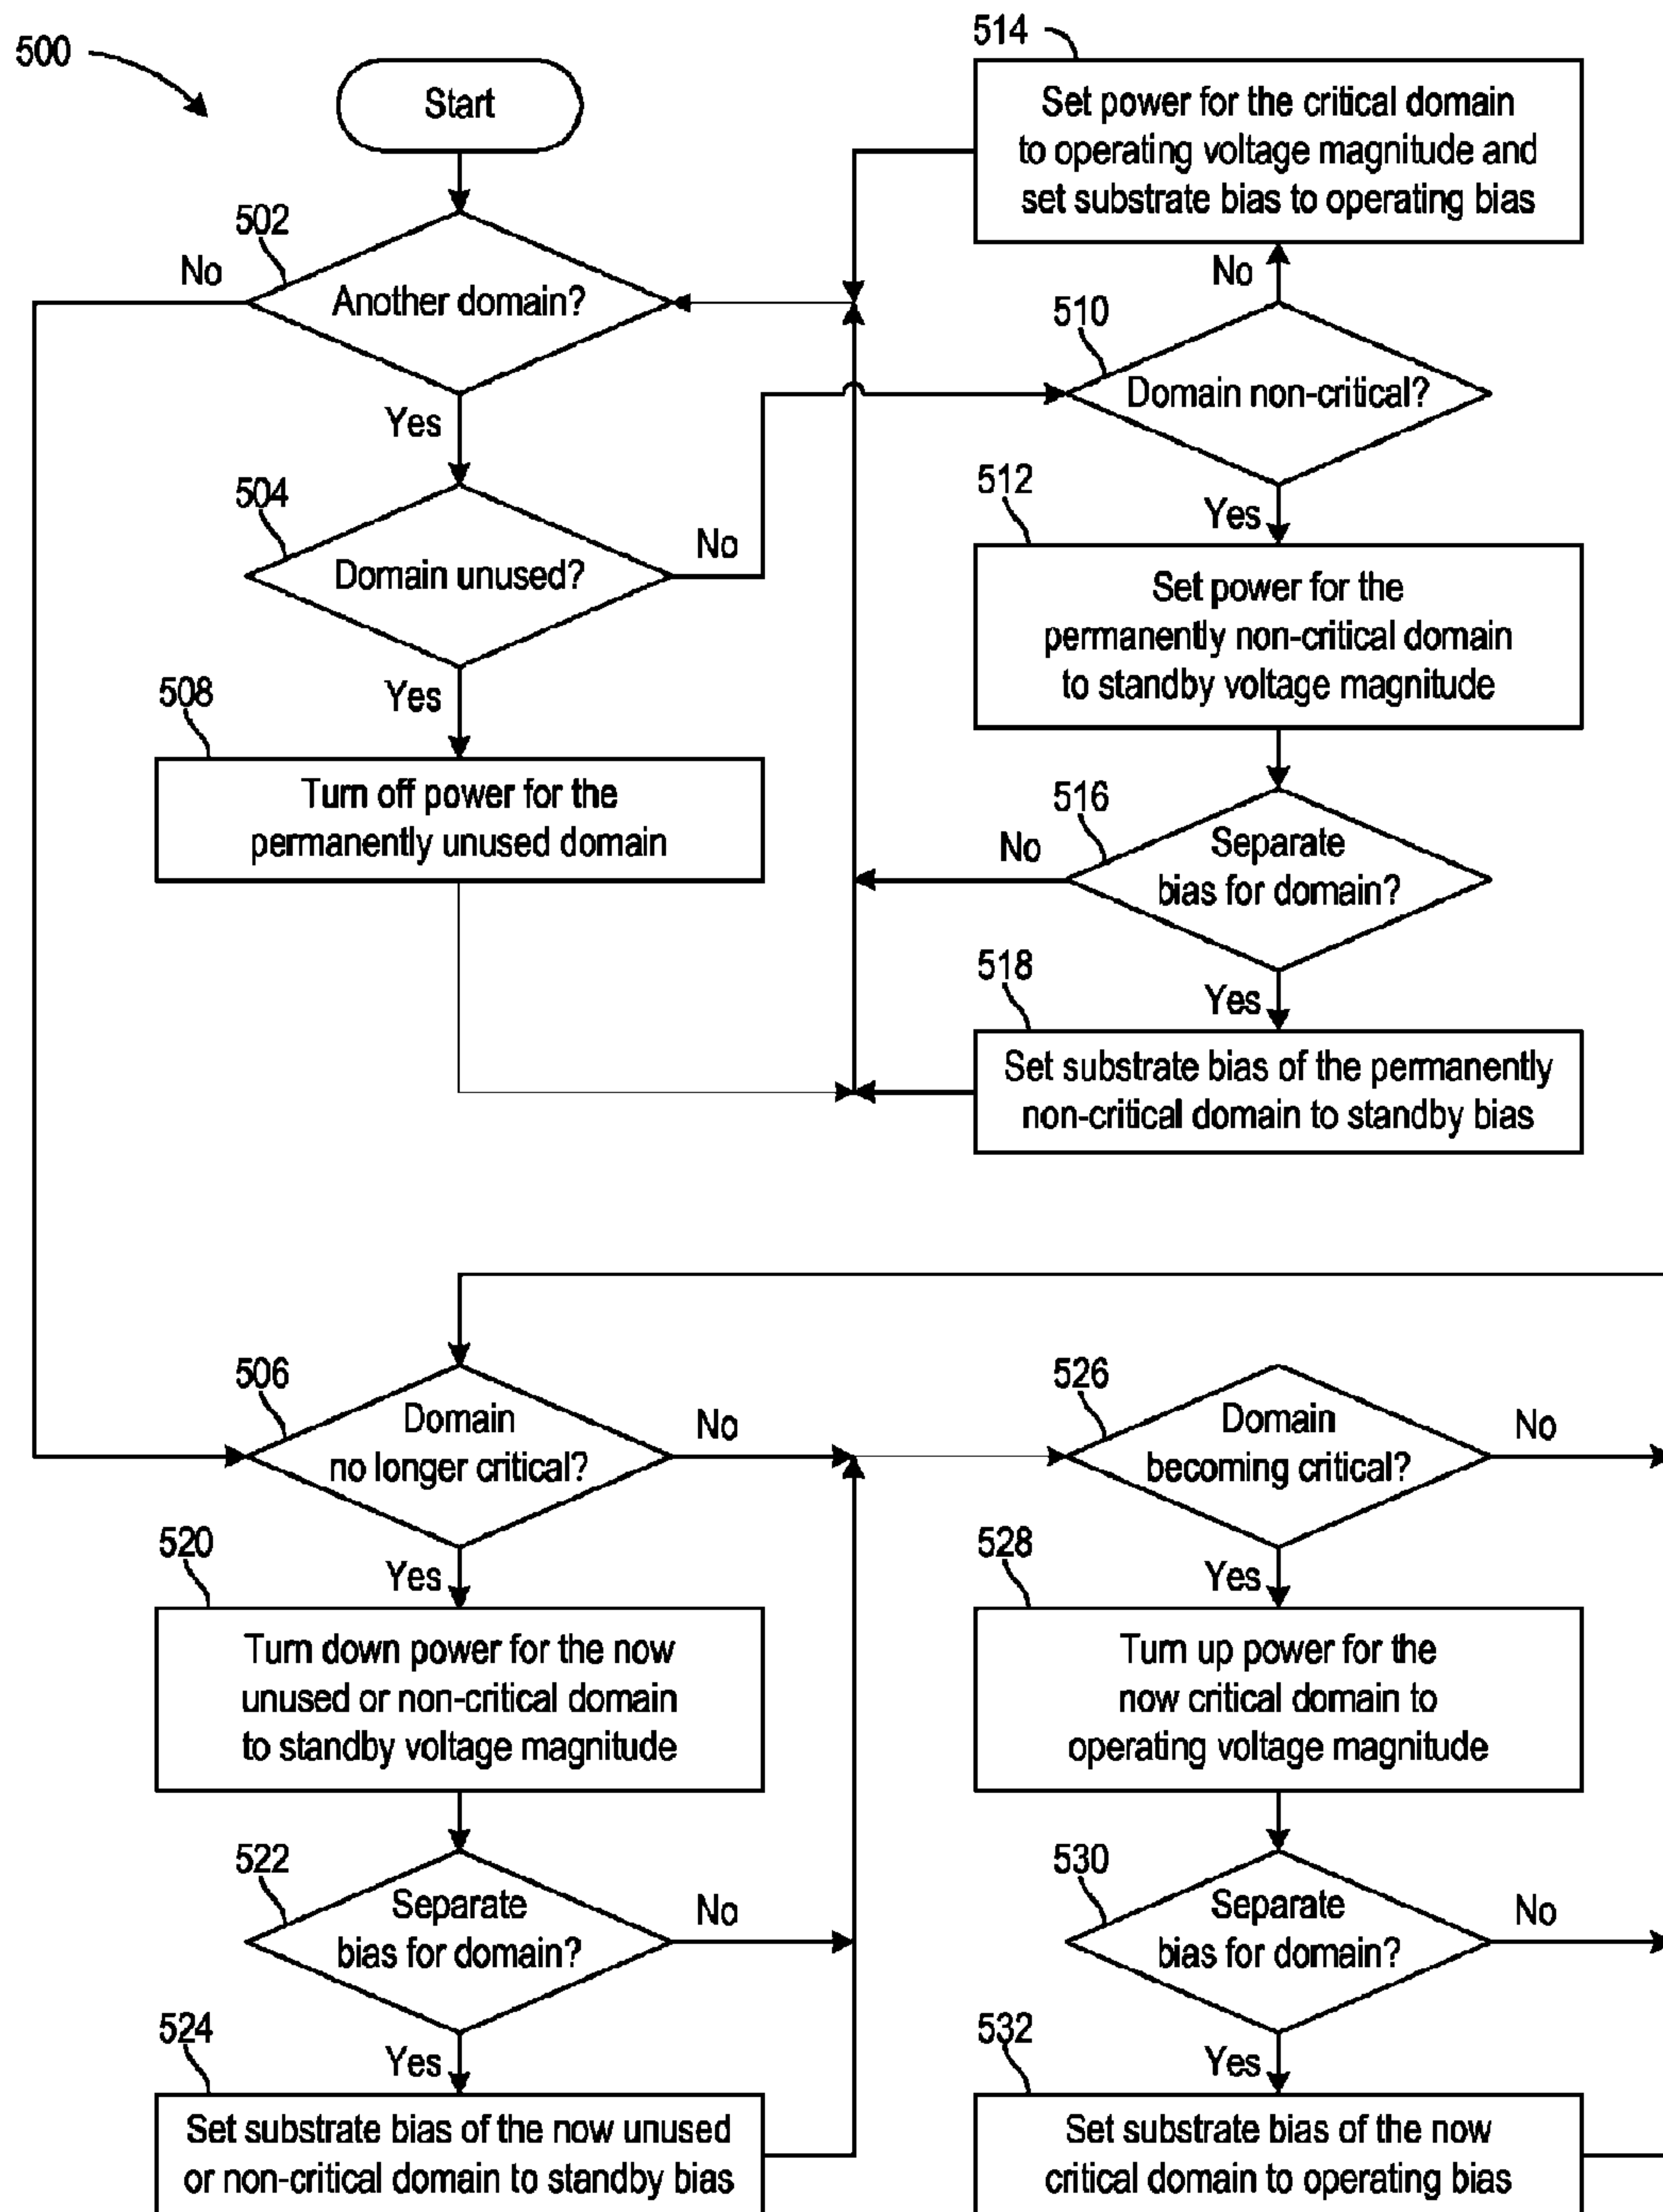 500
Start
502
No
Another domain?
Yes
504
No
Domain unused?
Yes
508
Turn off power for the
permanently unused domain
514
Set power for the critical domain
to operating voltage magnitude and
set substrate bias to operating bias
No
510
Domain non-critical?
512
Yes
Set power for the
permanently non-critical domain
to standby voltage magnitude
516
No
Separate
bias for domain?
518
Yes
Set substrate bias of the permanently
non-critical domain to standby bias
506
Domain
no longer critical?
No
520
Yes
Turn down power for the now
unused or non-critical domain
to standby voltage magnitude
522
Separate
bias for domain?
No
524
Yes
Set substrate bias of the now unused
or non-critical domain to standby bias
526
Domain
becoming critical?
No
528
Yes
Turn up power for the
now critical domain to
operating voltage magnitude
530
Separate
bias for domain?
No
532
Yes
Set substrate bias of the now
critical domain to operating bias